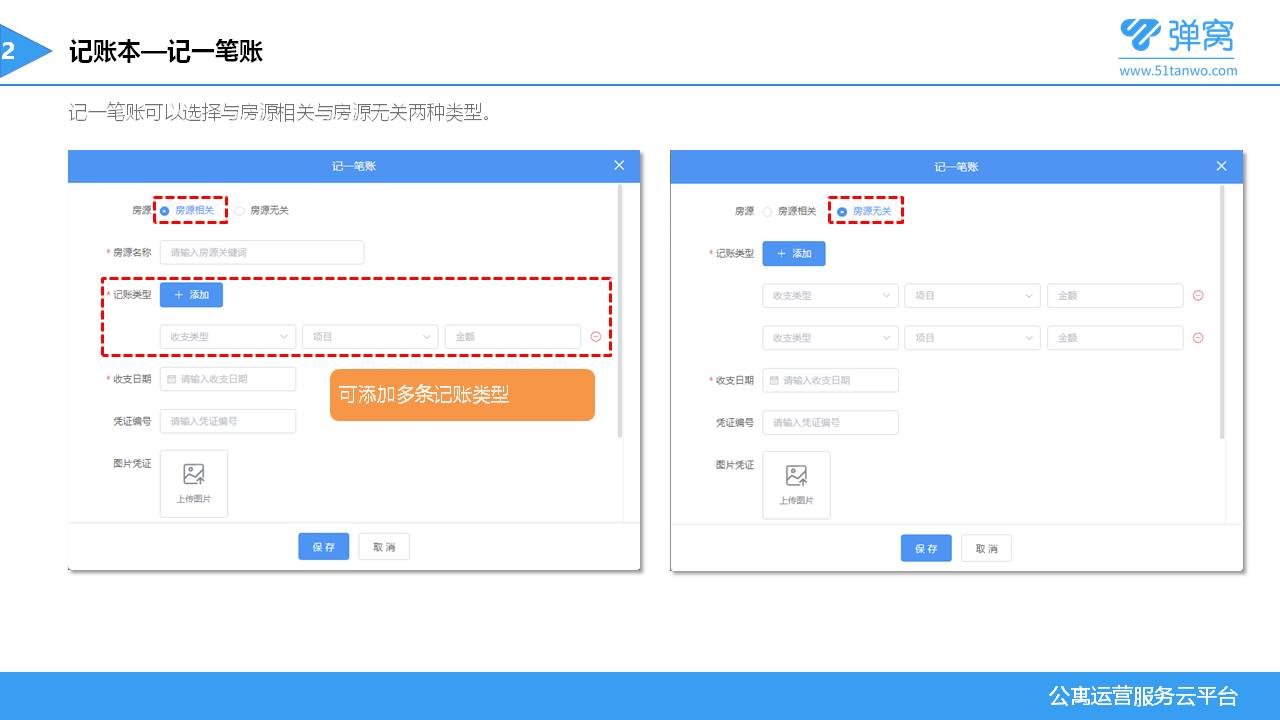 2
记账本—记一笔账
弹窝
www.51tanwo.com
记一笔账可以选择与房源相关与房源无关两种类型。
记一笔账
房源 房源相关 房源无关
* 房源名称 请输入房源关键词
* 记账类型 + 添加
收支类型 项目 金额
* 收支日期 请输入收支日期
可添加多条记账类型
凭证编号 请输入凭证编号
图片凭证
上传图片
保存 取消
记一笔账
房源 房源相关 房源无关
* 记账类型 + 添加
收支类型 项目 金额
收支类型 项目 金额
* 收支日期 请输入收支日期
凭证编号 请输入凭证编号
图片凭证
上传图片
保存 取消
公寓运营服务云平台